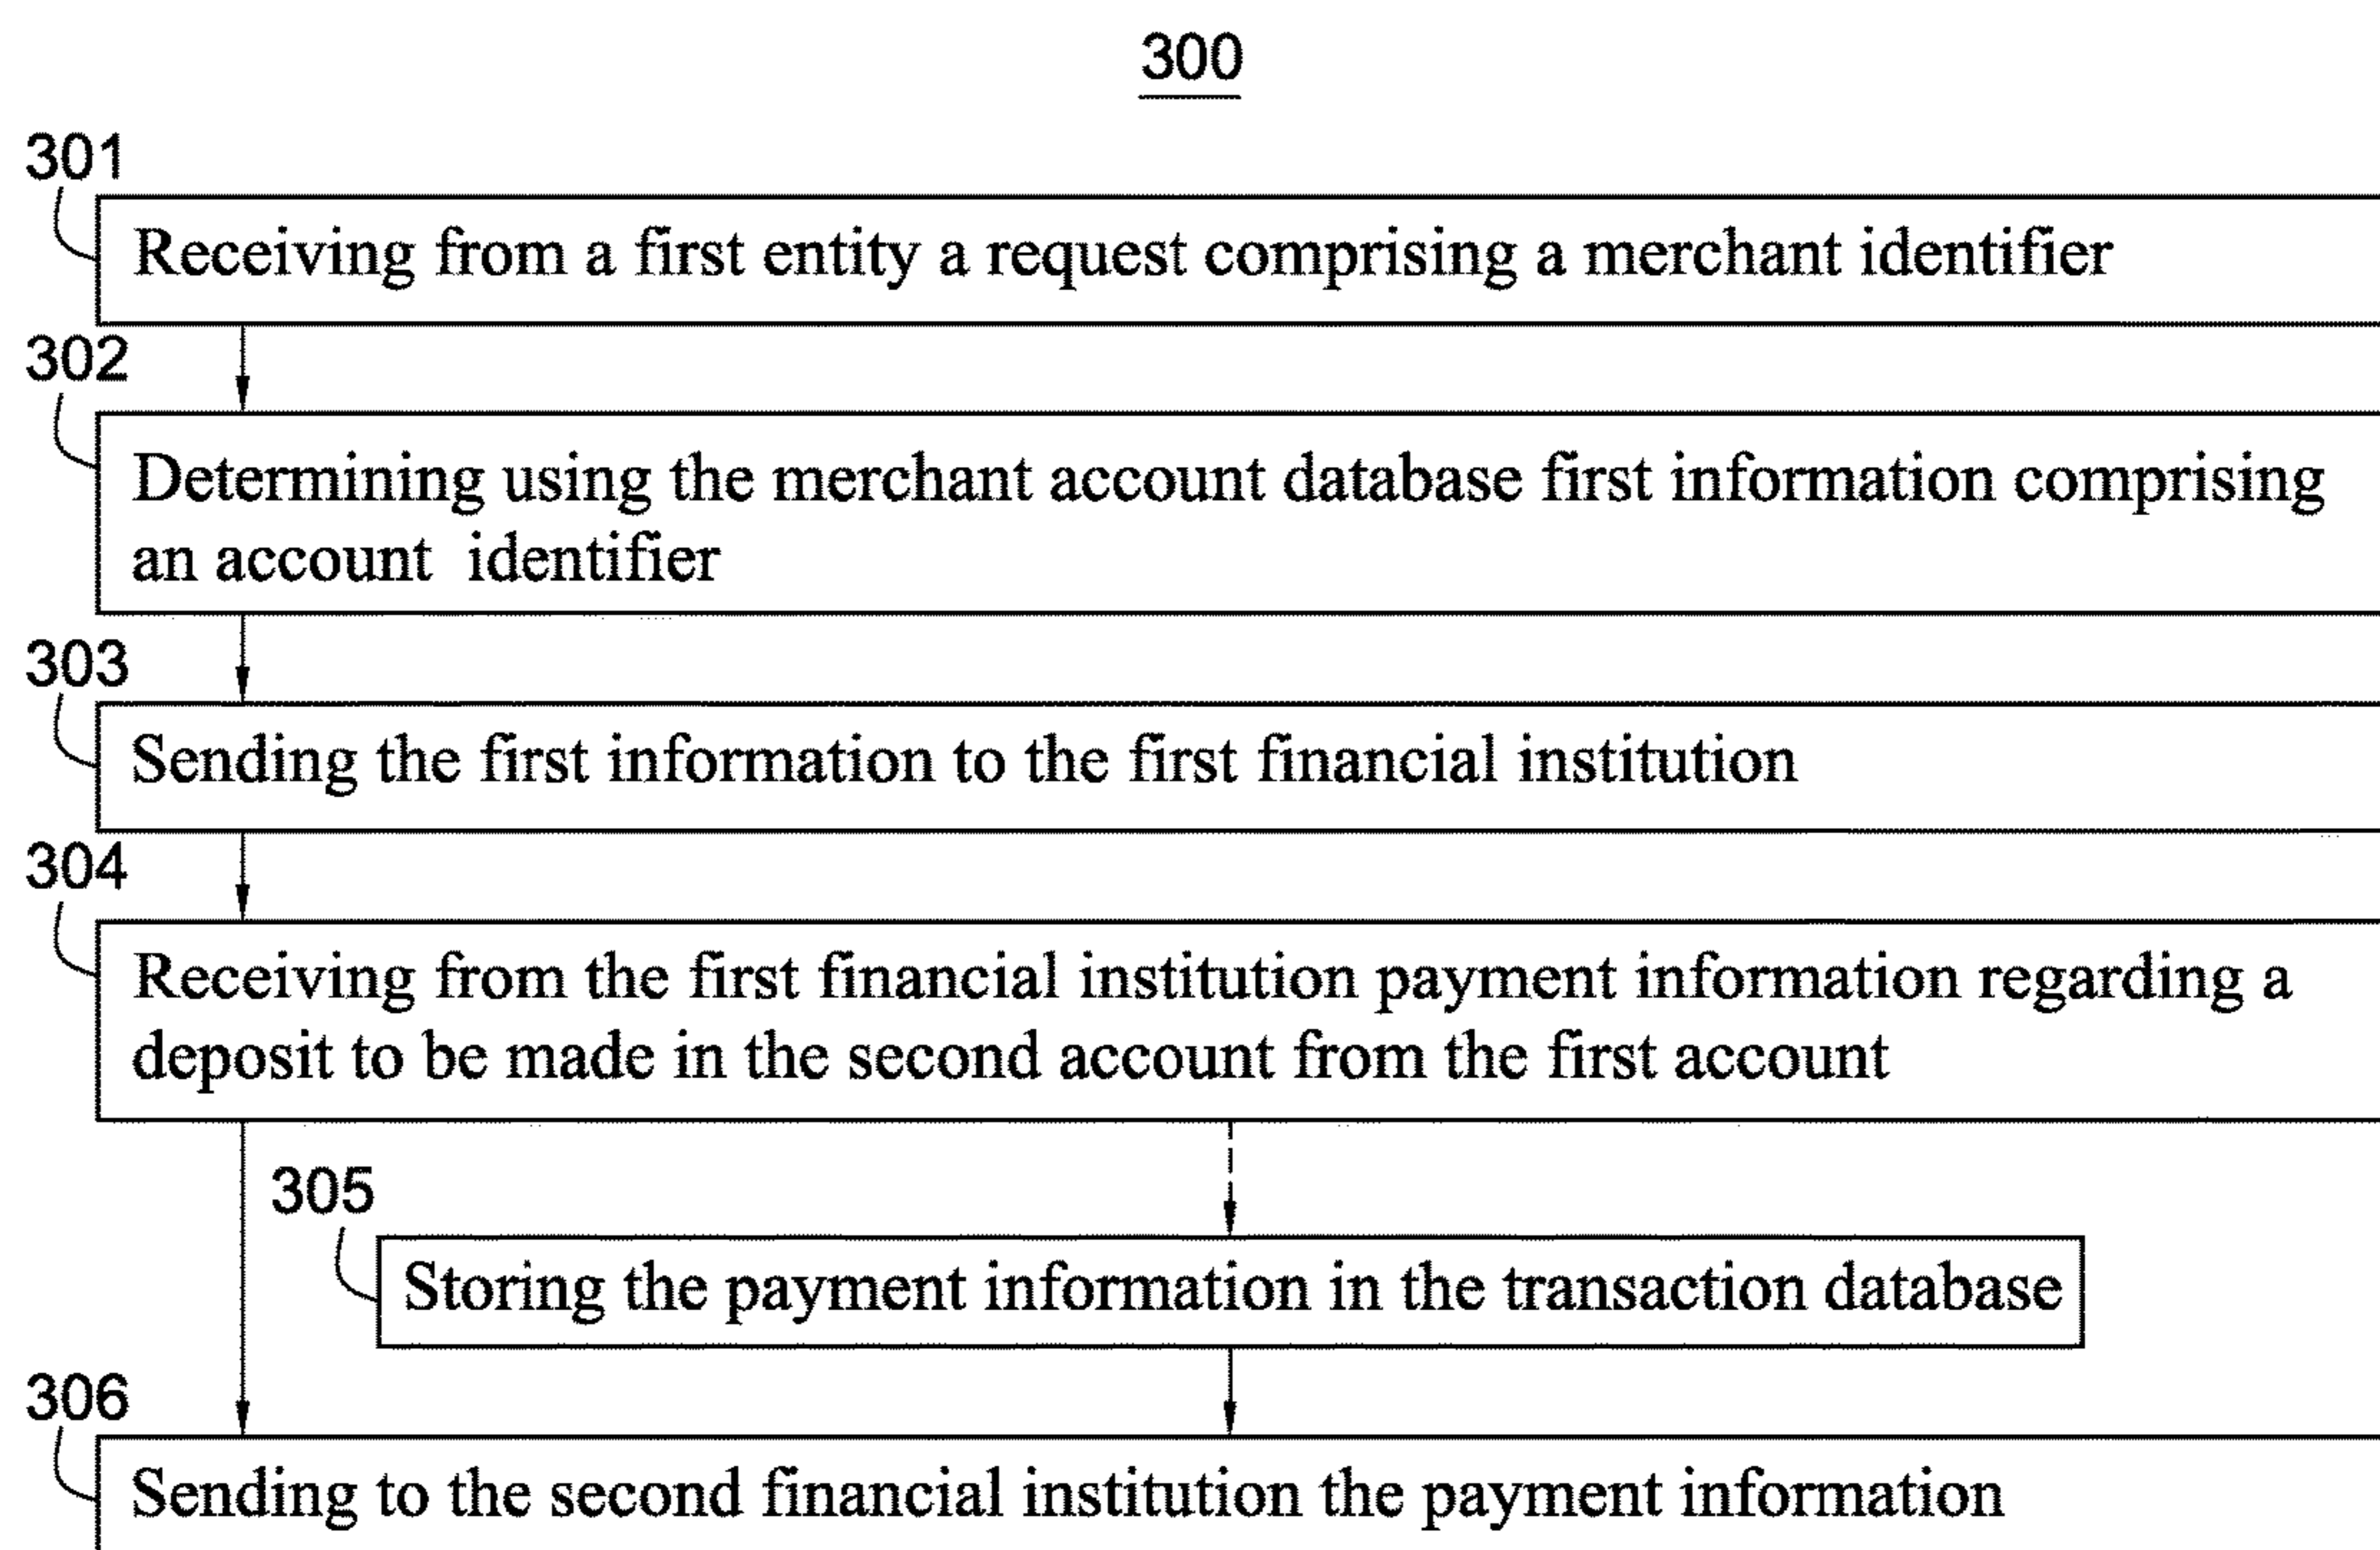 300
301
Receiving from a first entity a request comprising a merchant identifier
302
Determining using the merchant account database first information comprising
an account identifier
303
Sending the first information to the first financial institution
304
Receiving from the first financial institution payment information regarding a
deposit to be made in the second account from the first account
305
Storing the payment information in the transaction database
306
Sending to the second financial institution the payment information